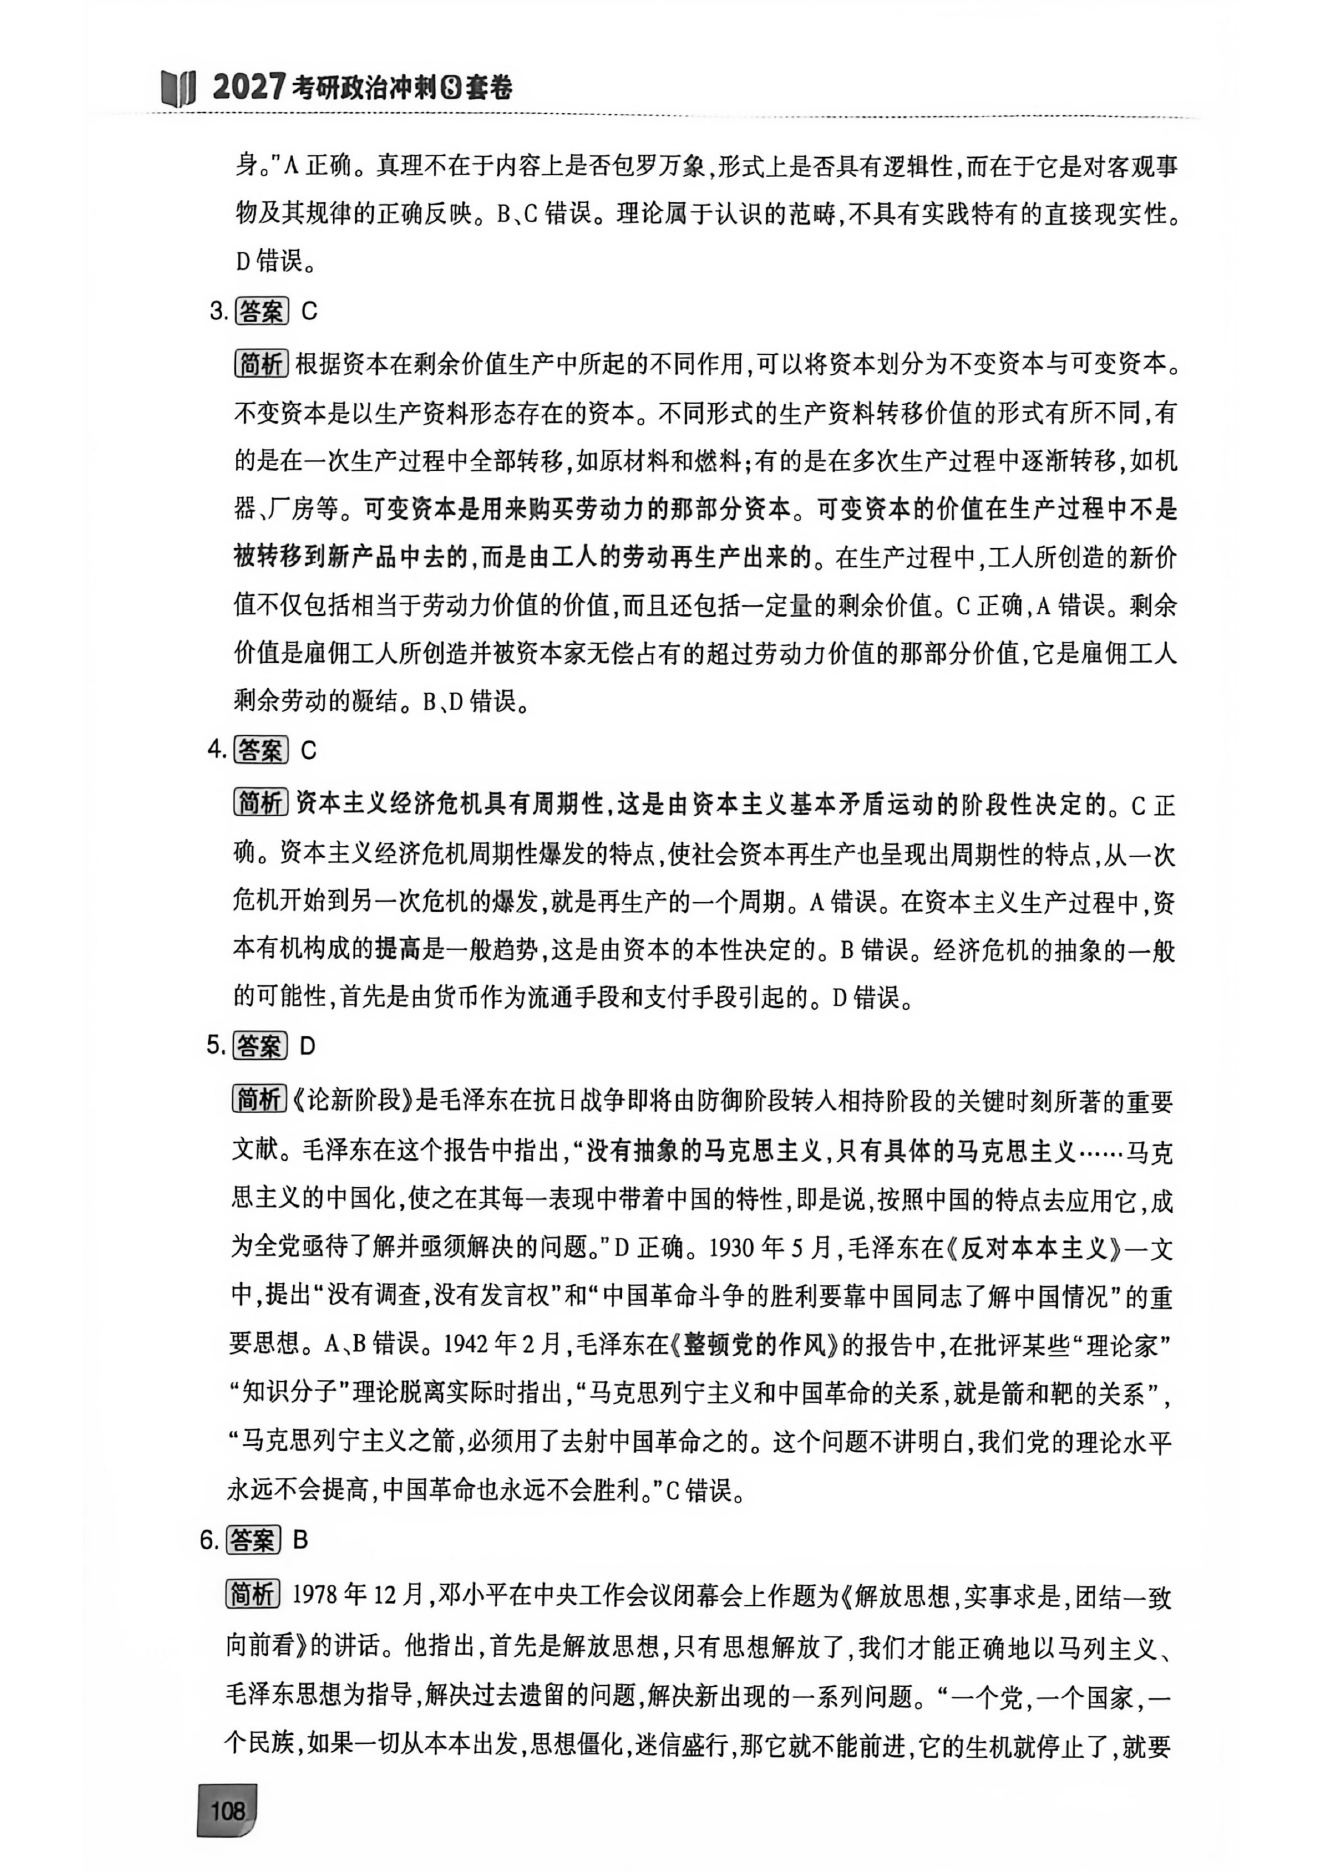 2027考研政治冲刺8套卷
身。”A正确。真理不在于内容上是否包罗万象,形式上是否具有逻辑性,而在于它是对客观事
物及其规律的正确反映。B、C错误。理论属于认识的范畴,不具有实践特有的直接现实性。
D错误。
3.答案 C
简析 根据资本在剩余价值生产中所起的不同作用,可以将资本划分为不变资本与可变资本。
不变资本是以生产资料形态存在的资本。不同形式的生产资料转移价值的形式有所不同,有
的是在一次生产过程中全部转移,如原材料和燃料;有的是在多次生产过程中逐渐转移,如机
器、厂房等。可变资本是用来购买劳动力的那部分资本。可变资本的价值在生产过程中不是
被转移到新产品中去的,而是由工人的劳动再生产出来的。在生产过程中,工人所创造的新价
值不仅包括相当于劳动力价值的价值,而且还包括一定量的剩余价值。C正确,A错误。剩余
价值是雇佣工人所创造并被资本家无偿占有的超过劳动力价值的那部分价值,它是雇佣工人
剩余劳动的凝结。B、D错误。
4.答案 C
简析 资本主义经济危机具有周期性,这是由资本主义基本矛盾运动的阶段性决定的。C正
确。资本主义经济危机周期性爆发的特点,使社会资本再生产也呈现出周期性的特点,从一次
危机开始到另一次危机的爆发,就是再生产的一个周期。A错误。在资本主义生产过程中,资
本有机构成的提高是一般趋势,这是由资本的本性决定的。B错误。经济危机的抽象的一般
的可能性,首先是由货币作为流通手段和支付手段引起的。D错误。
5.答案 D
简析《论新阶段》是毛泽东在抗日战争即将由防御阶段转入相持阶段的关键时刻所著的重要
文献。毛泽东在这个报告中指出,“没有抽象的马克思主义,只有具体的马克思主义……马克
思主义的中国化,使之在其每一表现中带着中国的特性,即是说,按照中国的特点去应用它,成
为全党亟待了解并亟须解决的问题。”D正确。1930年5月,毛泽东在《反对本本主义》一文
中,提出“没有调查,没有发言权”和“中国革命斗争的胜利要靠中国同志了解中国情况”的重
要思想。A、B错误。1942年2月,毛泽东在《整顿党的作风》的报告中,在批评某些“理论家”
“知识分子”理论脱离实际时指出,“马克思列宁主义和中国革命的关系,就是箭和靶的关系”,
“马克思列宁主义之箭,必须用了去射中国革命之的。这个问题不讲明白,我们党的理论水平
永远不会提高,中国革命也永远不会胜利。”C错误。
6.答案 B
简析 1978年12月,邓小平在中央工作会议闭幕会上作题为《解放思想,实事求是,团结一致
向前看》的讲话。他指出,首先是解放思想,只有思想解放了,我们才能正确地以马列主义、
毛泽东思想为指导,解决过去遗留的问题,解决新出现的一系列问题。“一个党,一个国家,一
个民族,如果一切从本本出发,思想僵化,迷信盛行,那它就不能前进,它的生机就停止了,就要
108